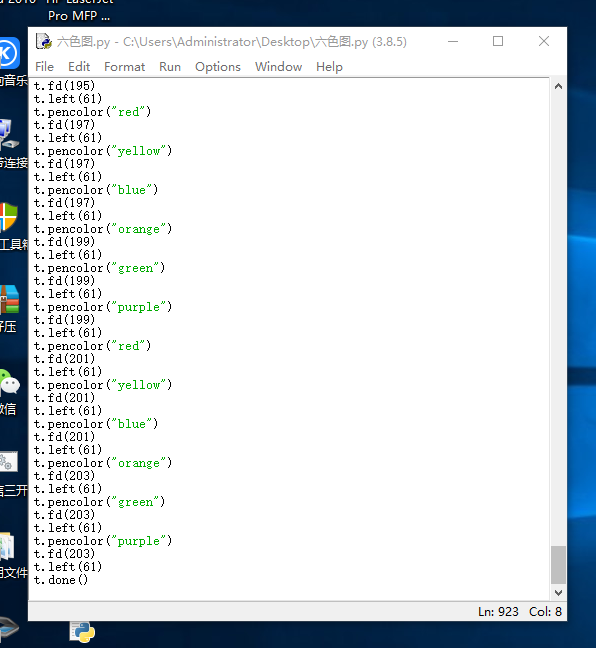 Pro MFP ...
六色图.py - C:\Users\Administrator\Desktop\六色图.py (3.8.5)
File Edit Format Run Options Window Help
t.fd(195)
t.left(61)
t.pencolor("red")
t.fd(197)
t.left(61)
t.pencolor("yellow")
t.fd(197)
t.left(61)
t.pencolor("blue")
t.fd(197)
t.left(61)
t.pencolor("orange")
t.fd(199)
t.left(61)
t.pencolor("green")
t.fd(199)
t.left(61)
t.pencolor("purple")
t.fd(199)
t.left(61)
t.pencolor("red")
t.fd(201)
t.left(61)
t.pencolor("yellow")
t.fd(201)
t.left(61)
t.pencolor("blue")
t.fd(201)
t.left(61)
t.pencolor("orange")
t.fd(203)
t.left(61)
t.pencolor("green")
t.fd(203)
t.left(61)
t.pencolor("purple")
t.fd(203)
t.left(61)
t.done()
Ln: 923 Col: 8
音乐
连接
工具箱
压
信
信三开
文件